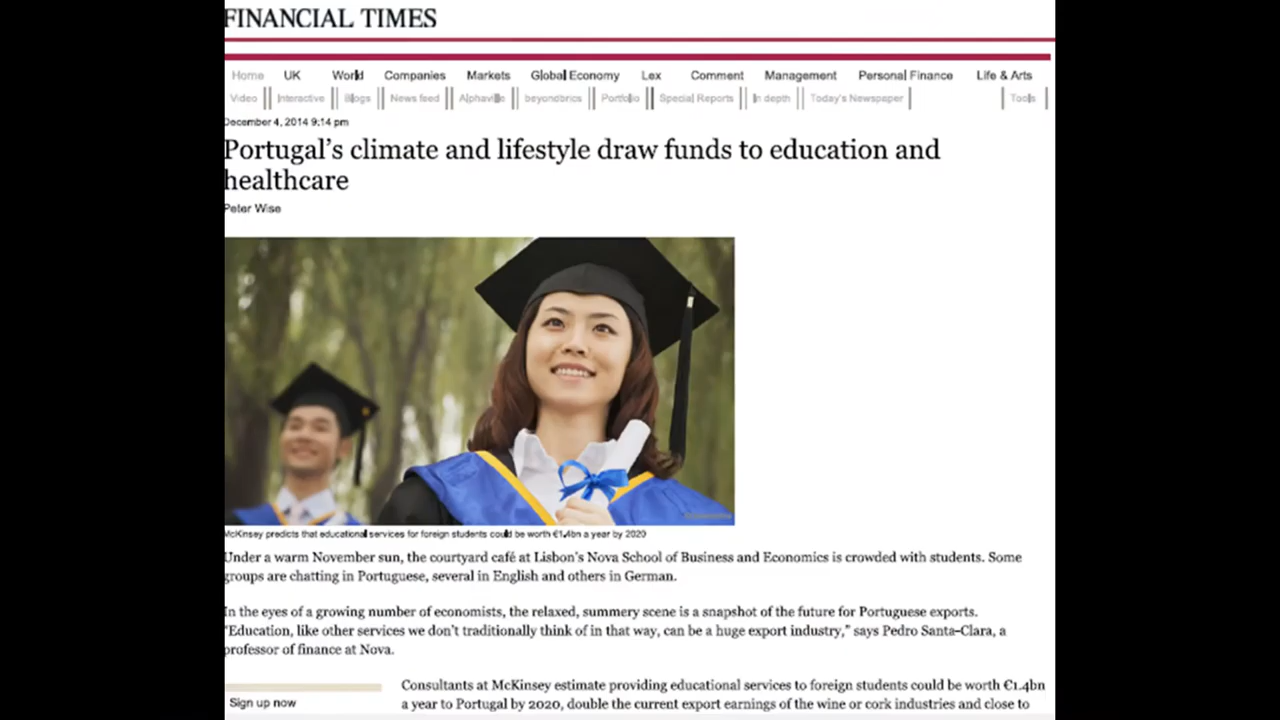 FINANCIAL TIMES
Home UK World Companies Markets Global Economy Lex Comment Management Personal Finance Life & Arts
Video Interactive Blogs News feed Alphaville beyondbrics Portfolio Special Reports In depth Today's Newspaper Tools
December 4, 2014 9:14 pm
Portugal's climate and lifestyle draw funds to education and
healthcare
Peter Wise
McKinsey predicts that educational services for foreign students could be worth €1.4bn a year by 2020
Under a warm November sun, the courtyard café at Lisbon's Nova School of Business and Economics is crowded with students. Some
groups are chatting in Portuguese, several in English and others in German.
In the eyes of a growing number of economists, the relaxed, summery scene is a snapshot of the future for Portuguese exports.
"Education, like other services we don't traditionally think of in that way, can be a huge export industry," says Pedro Santa-Clara, a
professor of finance at Nova.
Consultants at McKinsey estimate providing educational services to foreign students could be worth €1.4bn
Sign up now
a year to Portugal by 2020, double the current export earnings of the wine or cork industries and close to